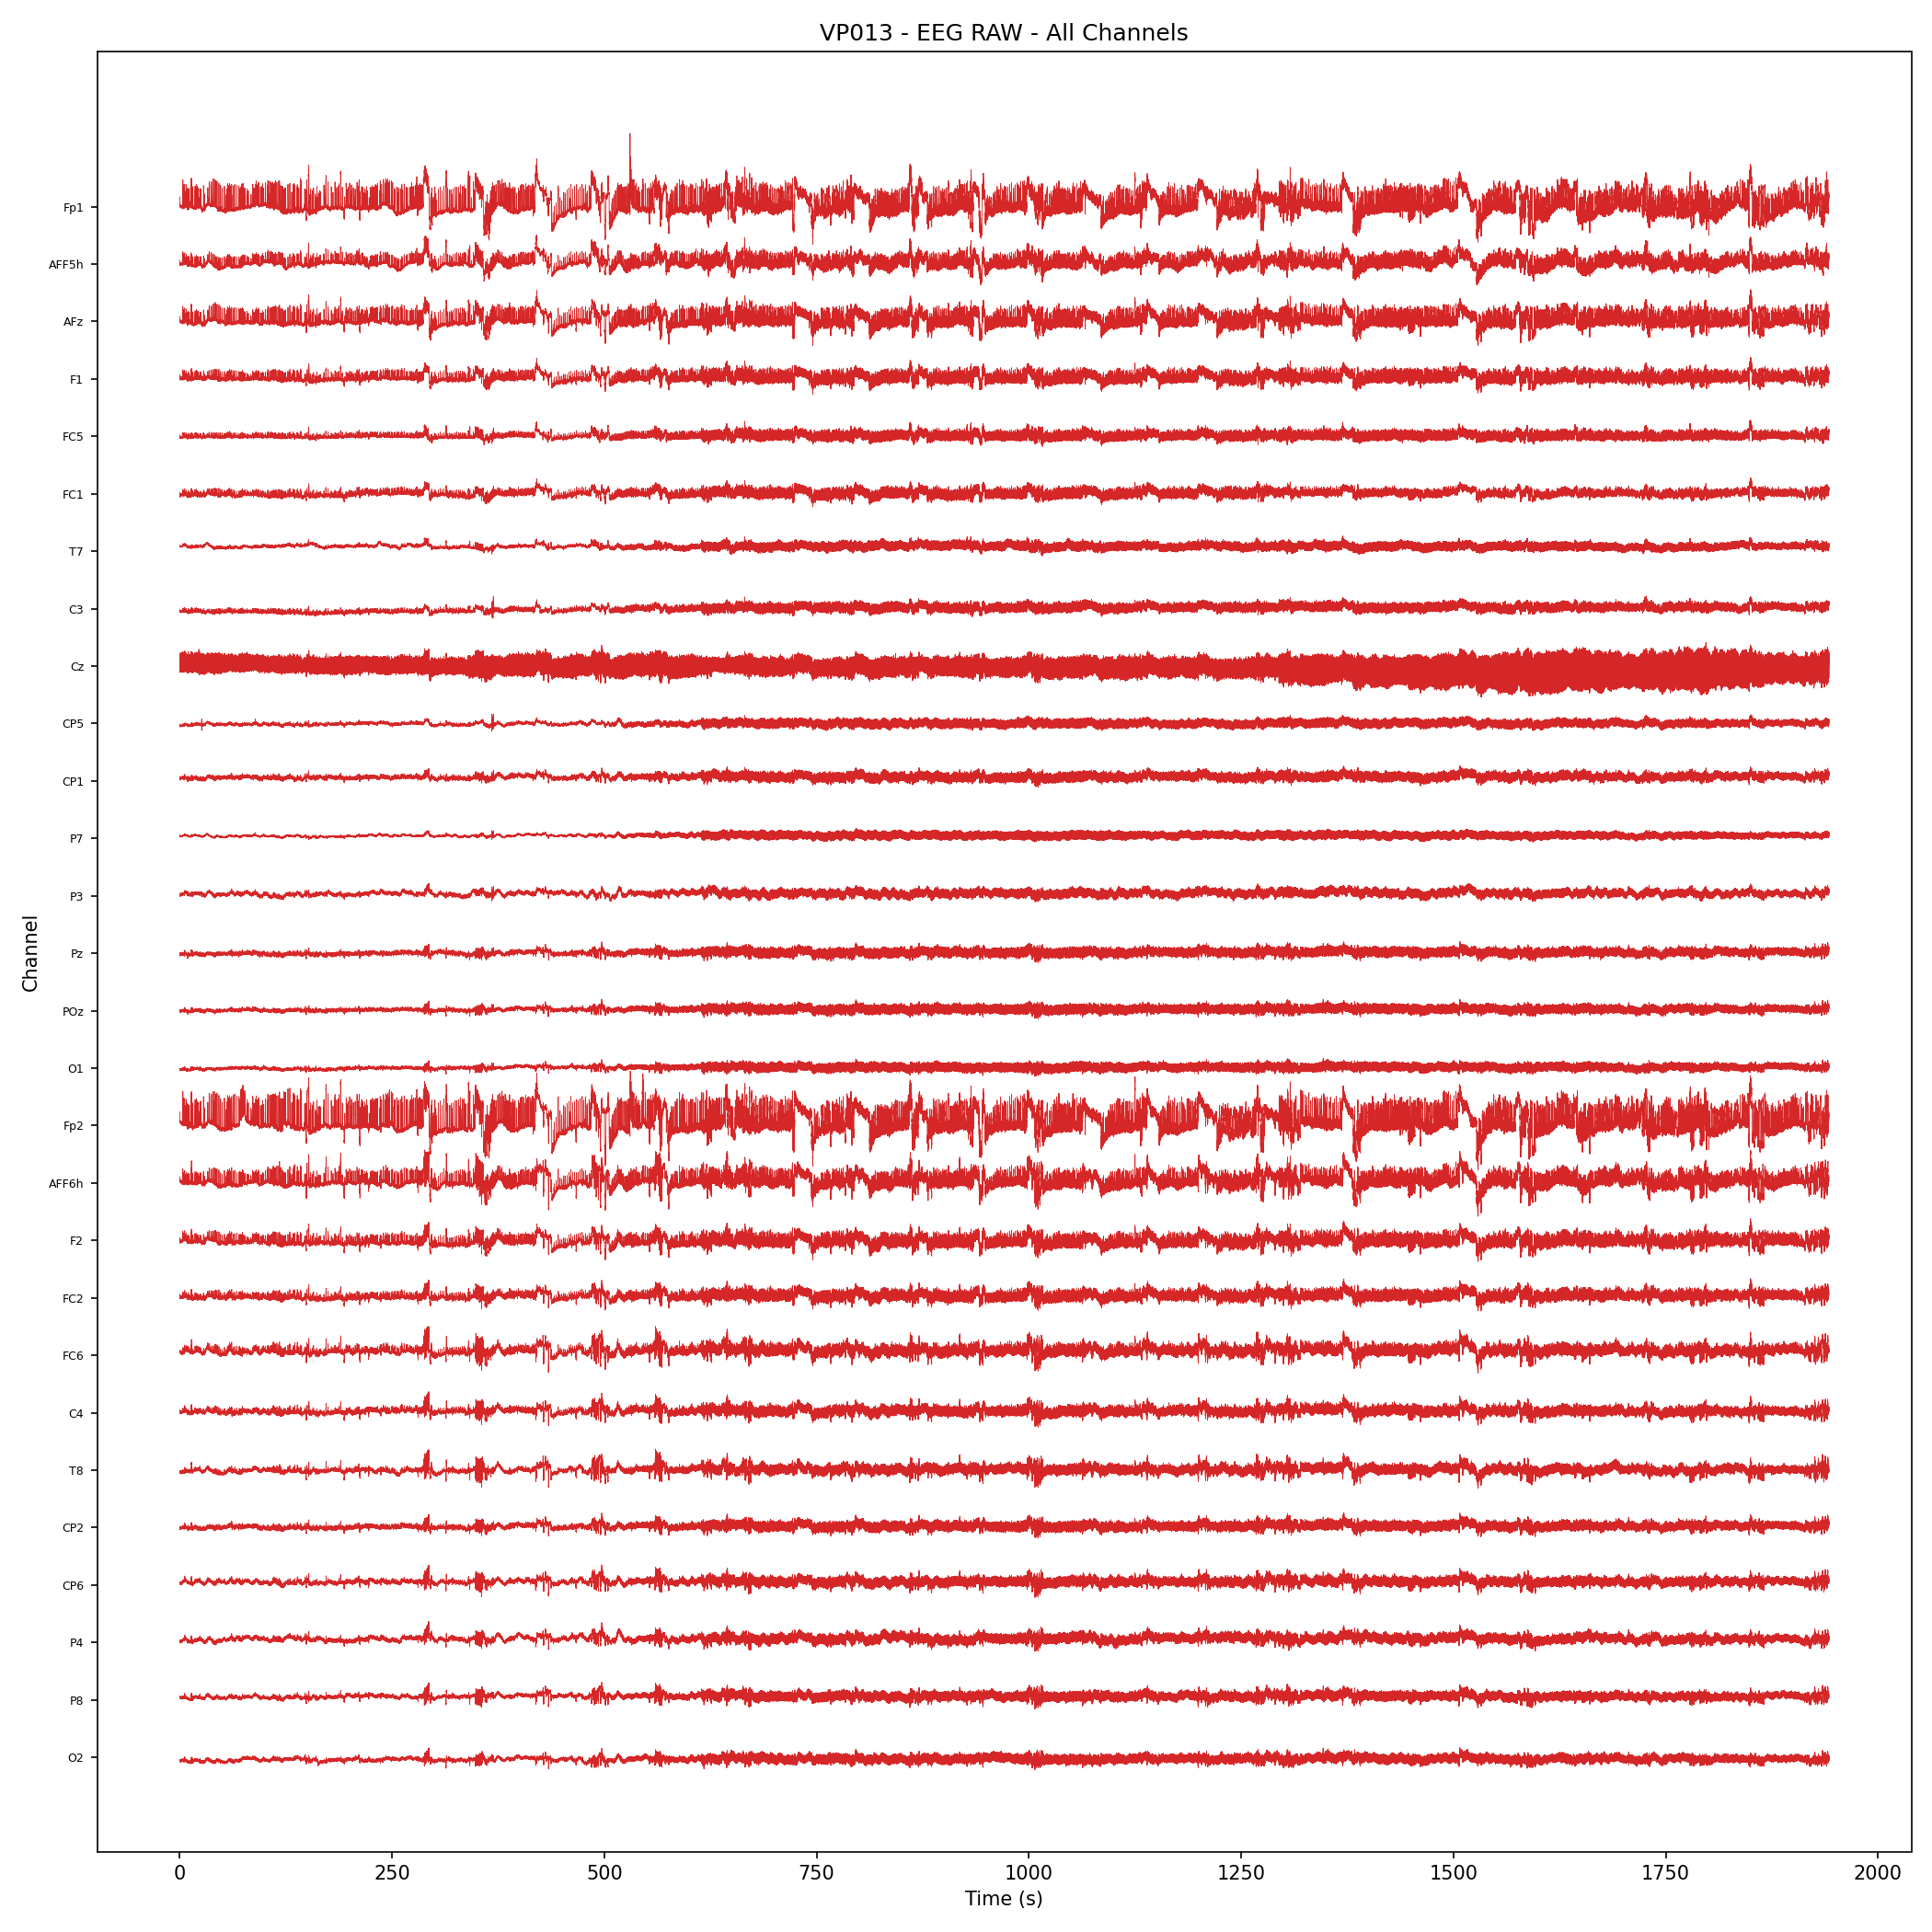 VP013 - EEG RAW - All Channels
Fp1
AFF5h
AFz
F1
FC5
FC1
T7
C3
Cz
CP5
CP1
P7
P3
Pz
POz
O1
Fp2
AFF6h
F2
FC2
FC6
C4
T8
CP2
CP6
P4
P8
O2
Channel
0 250 500 750 1000 1250 1500 1750 2000
Time (s)